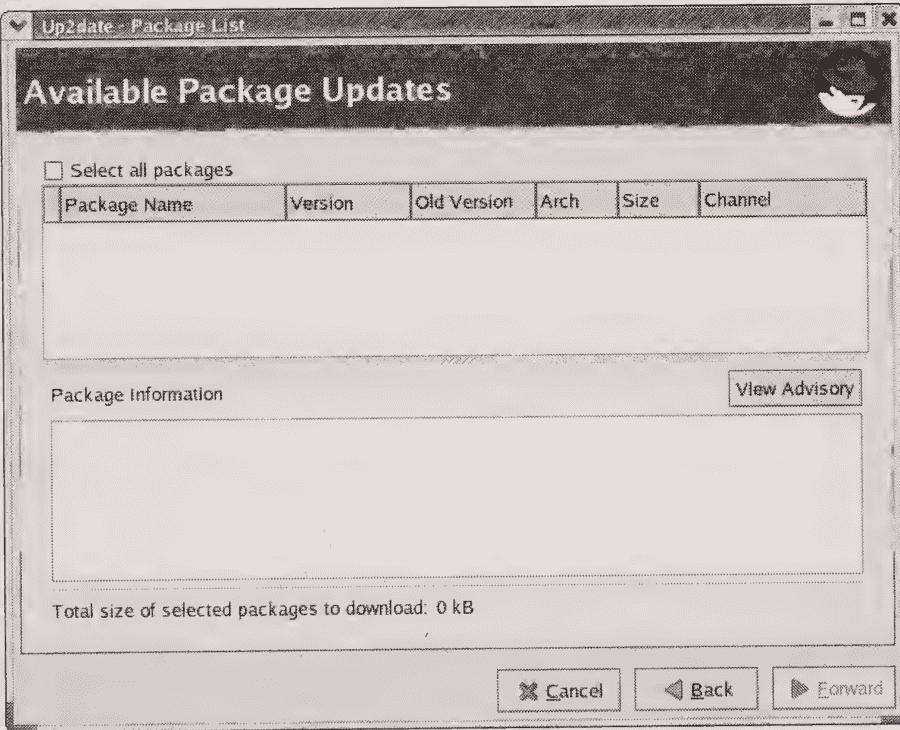 Up2date - Package List
Available Package Updates
Select all packages
Package Name Version Old Version Arch Size Channel
Package Information View Advisory
Total size of selected packages to download: 0 kB
Cancel Back Forward